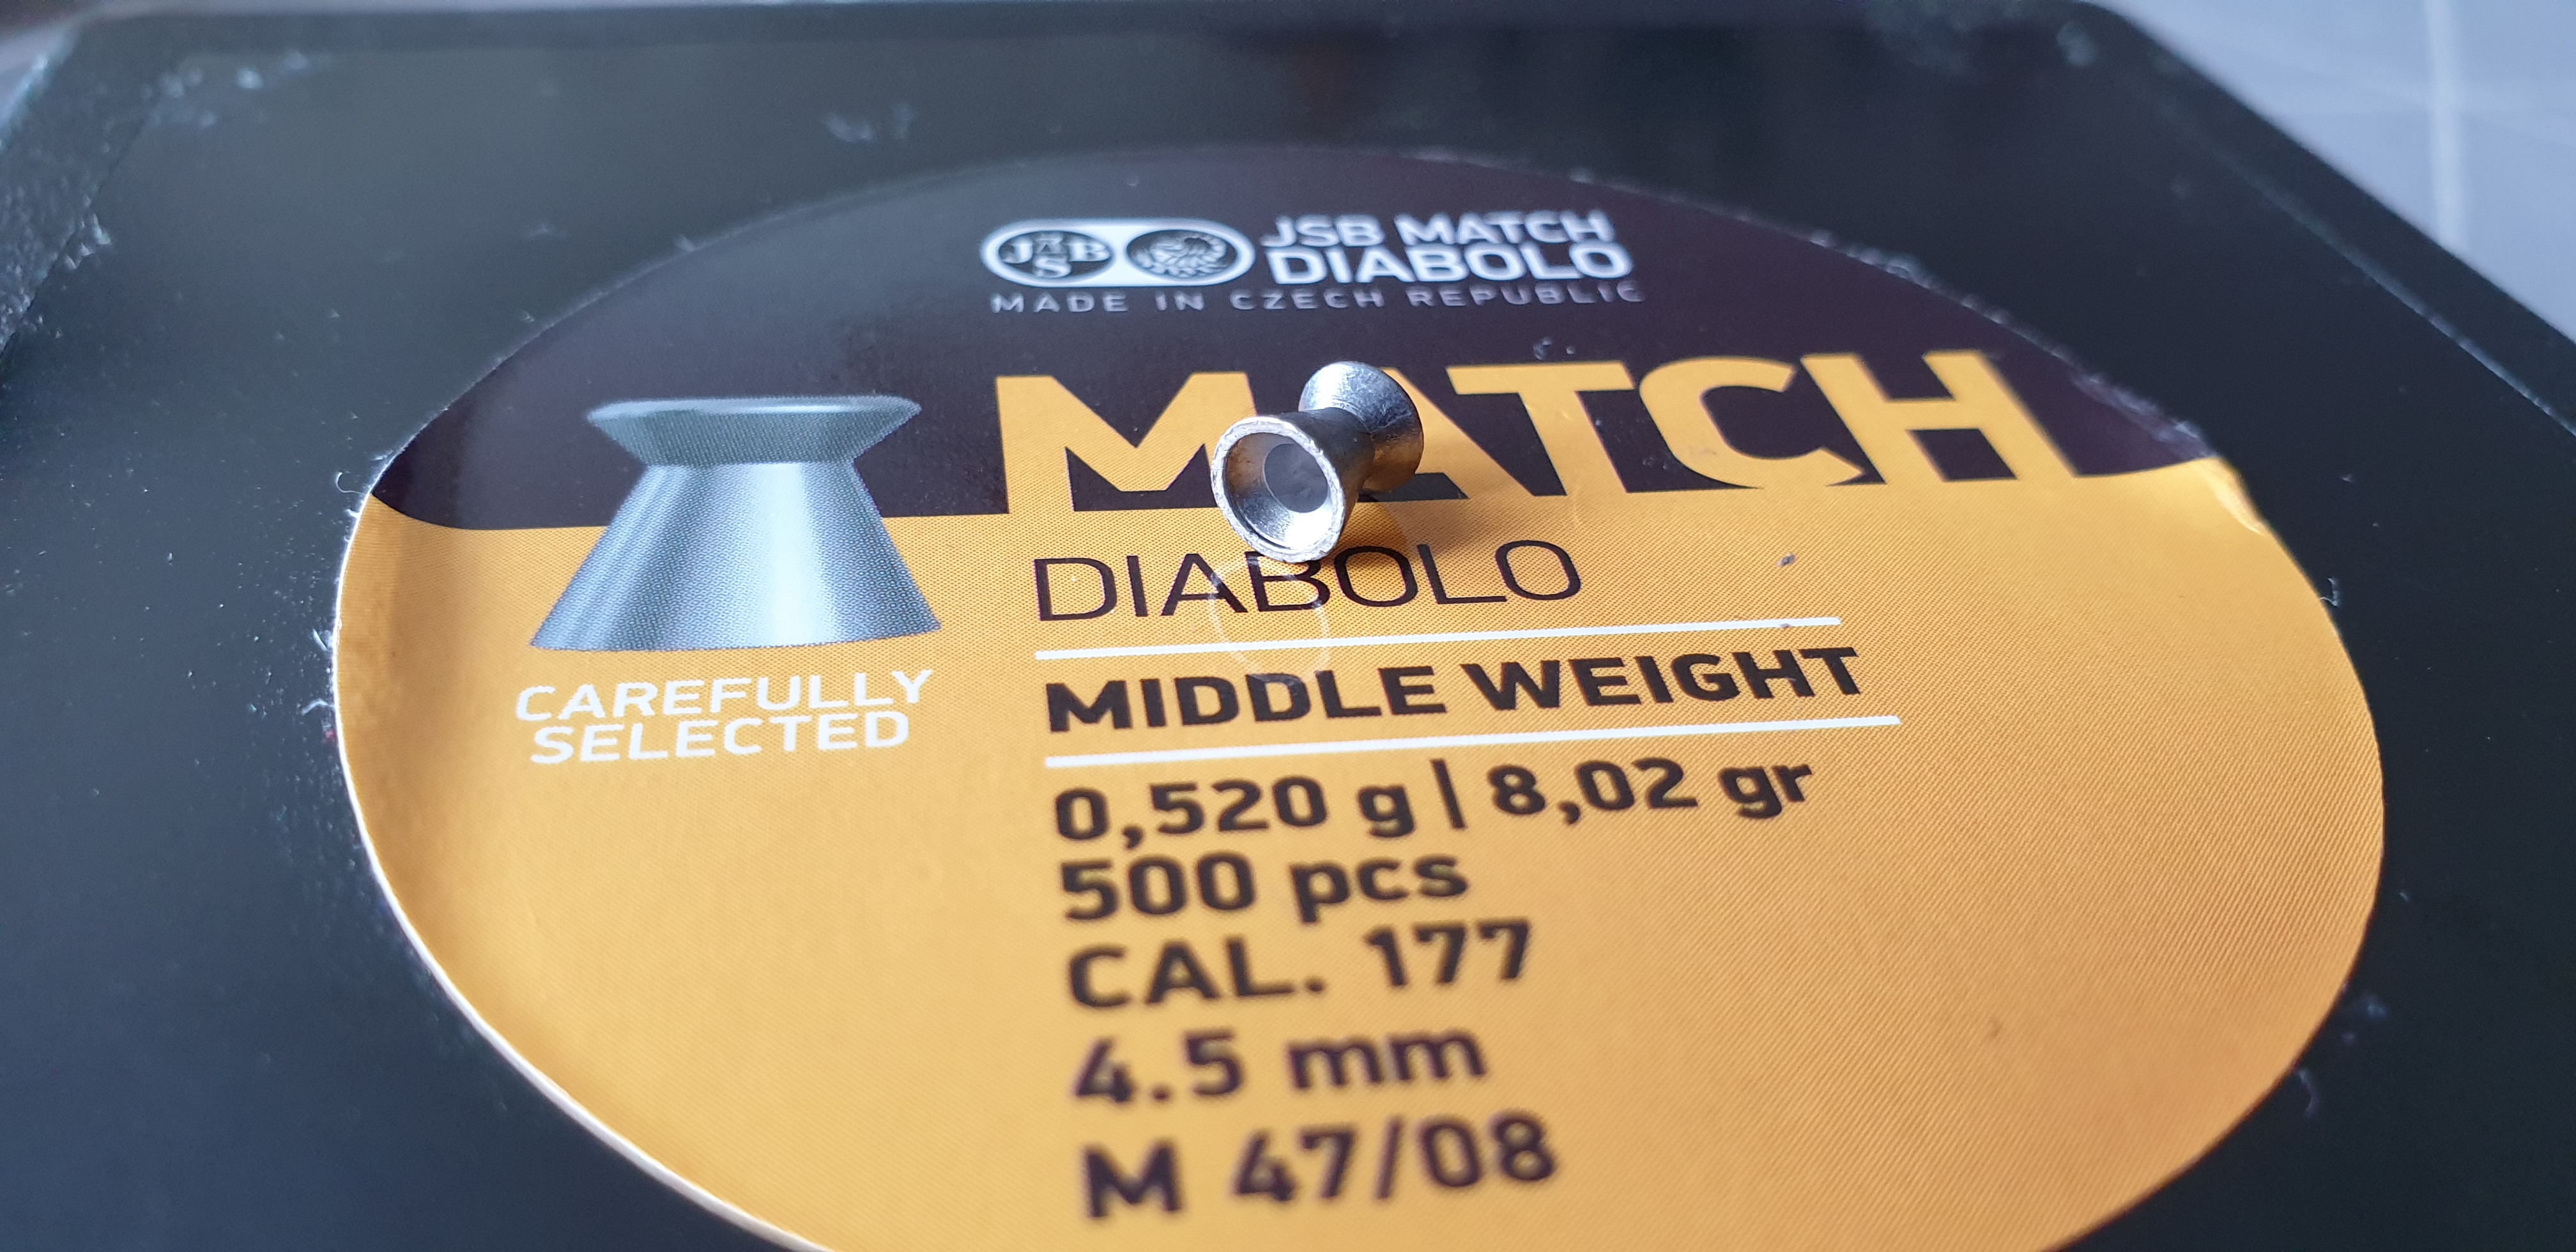 JSB
JSB MATCH
DIABOLO
MADE IN CZECH REPUBLIC
MATCH
DIABOLO
MIDDLE WEIGHT
CAREFULLY
SELECTED
0,520 g | 8,02 gr
500 pcs
CAL. 177
4.5 mm
M 47/08